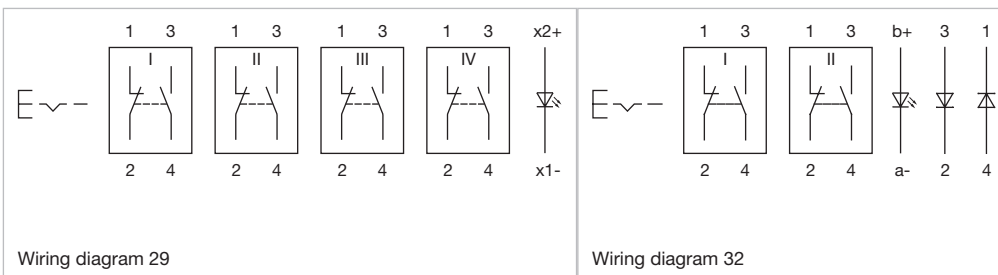 1 3 1 3 1 3 1 3 x2+
I II III IV
2 4 2 4 2 4 2 4 x1-
Wiring diagram 29
1 3 1 3 b+ 3 1
I II
2 4 2 4 a- 2 4
Wiring diagram 32